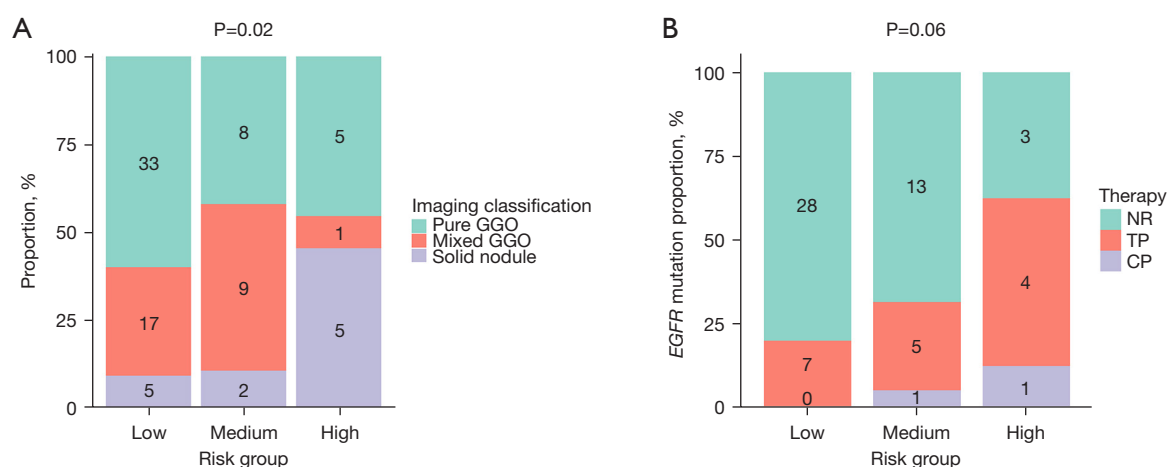 A
P=0.02
Proportion, %
100
75
50
25
0
33
17
5
8
9
2
5
1
5
Low
Medium
High
Risk group
Imaging classification
Pure GGO
Mixed GGO
Solid nodule
B
P=0.06
EGFR mutation proportion, %
100
75
50
25
0
28
7
0
13
5
1
3
4
1
Low
Medium
High
Risk group
Therapy
NR
TP
CP